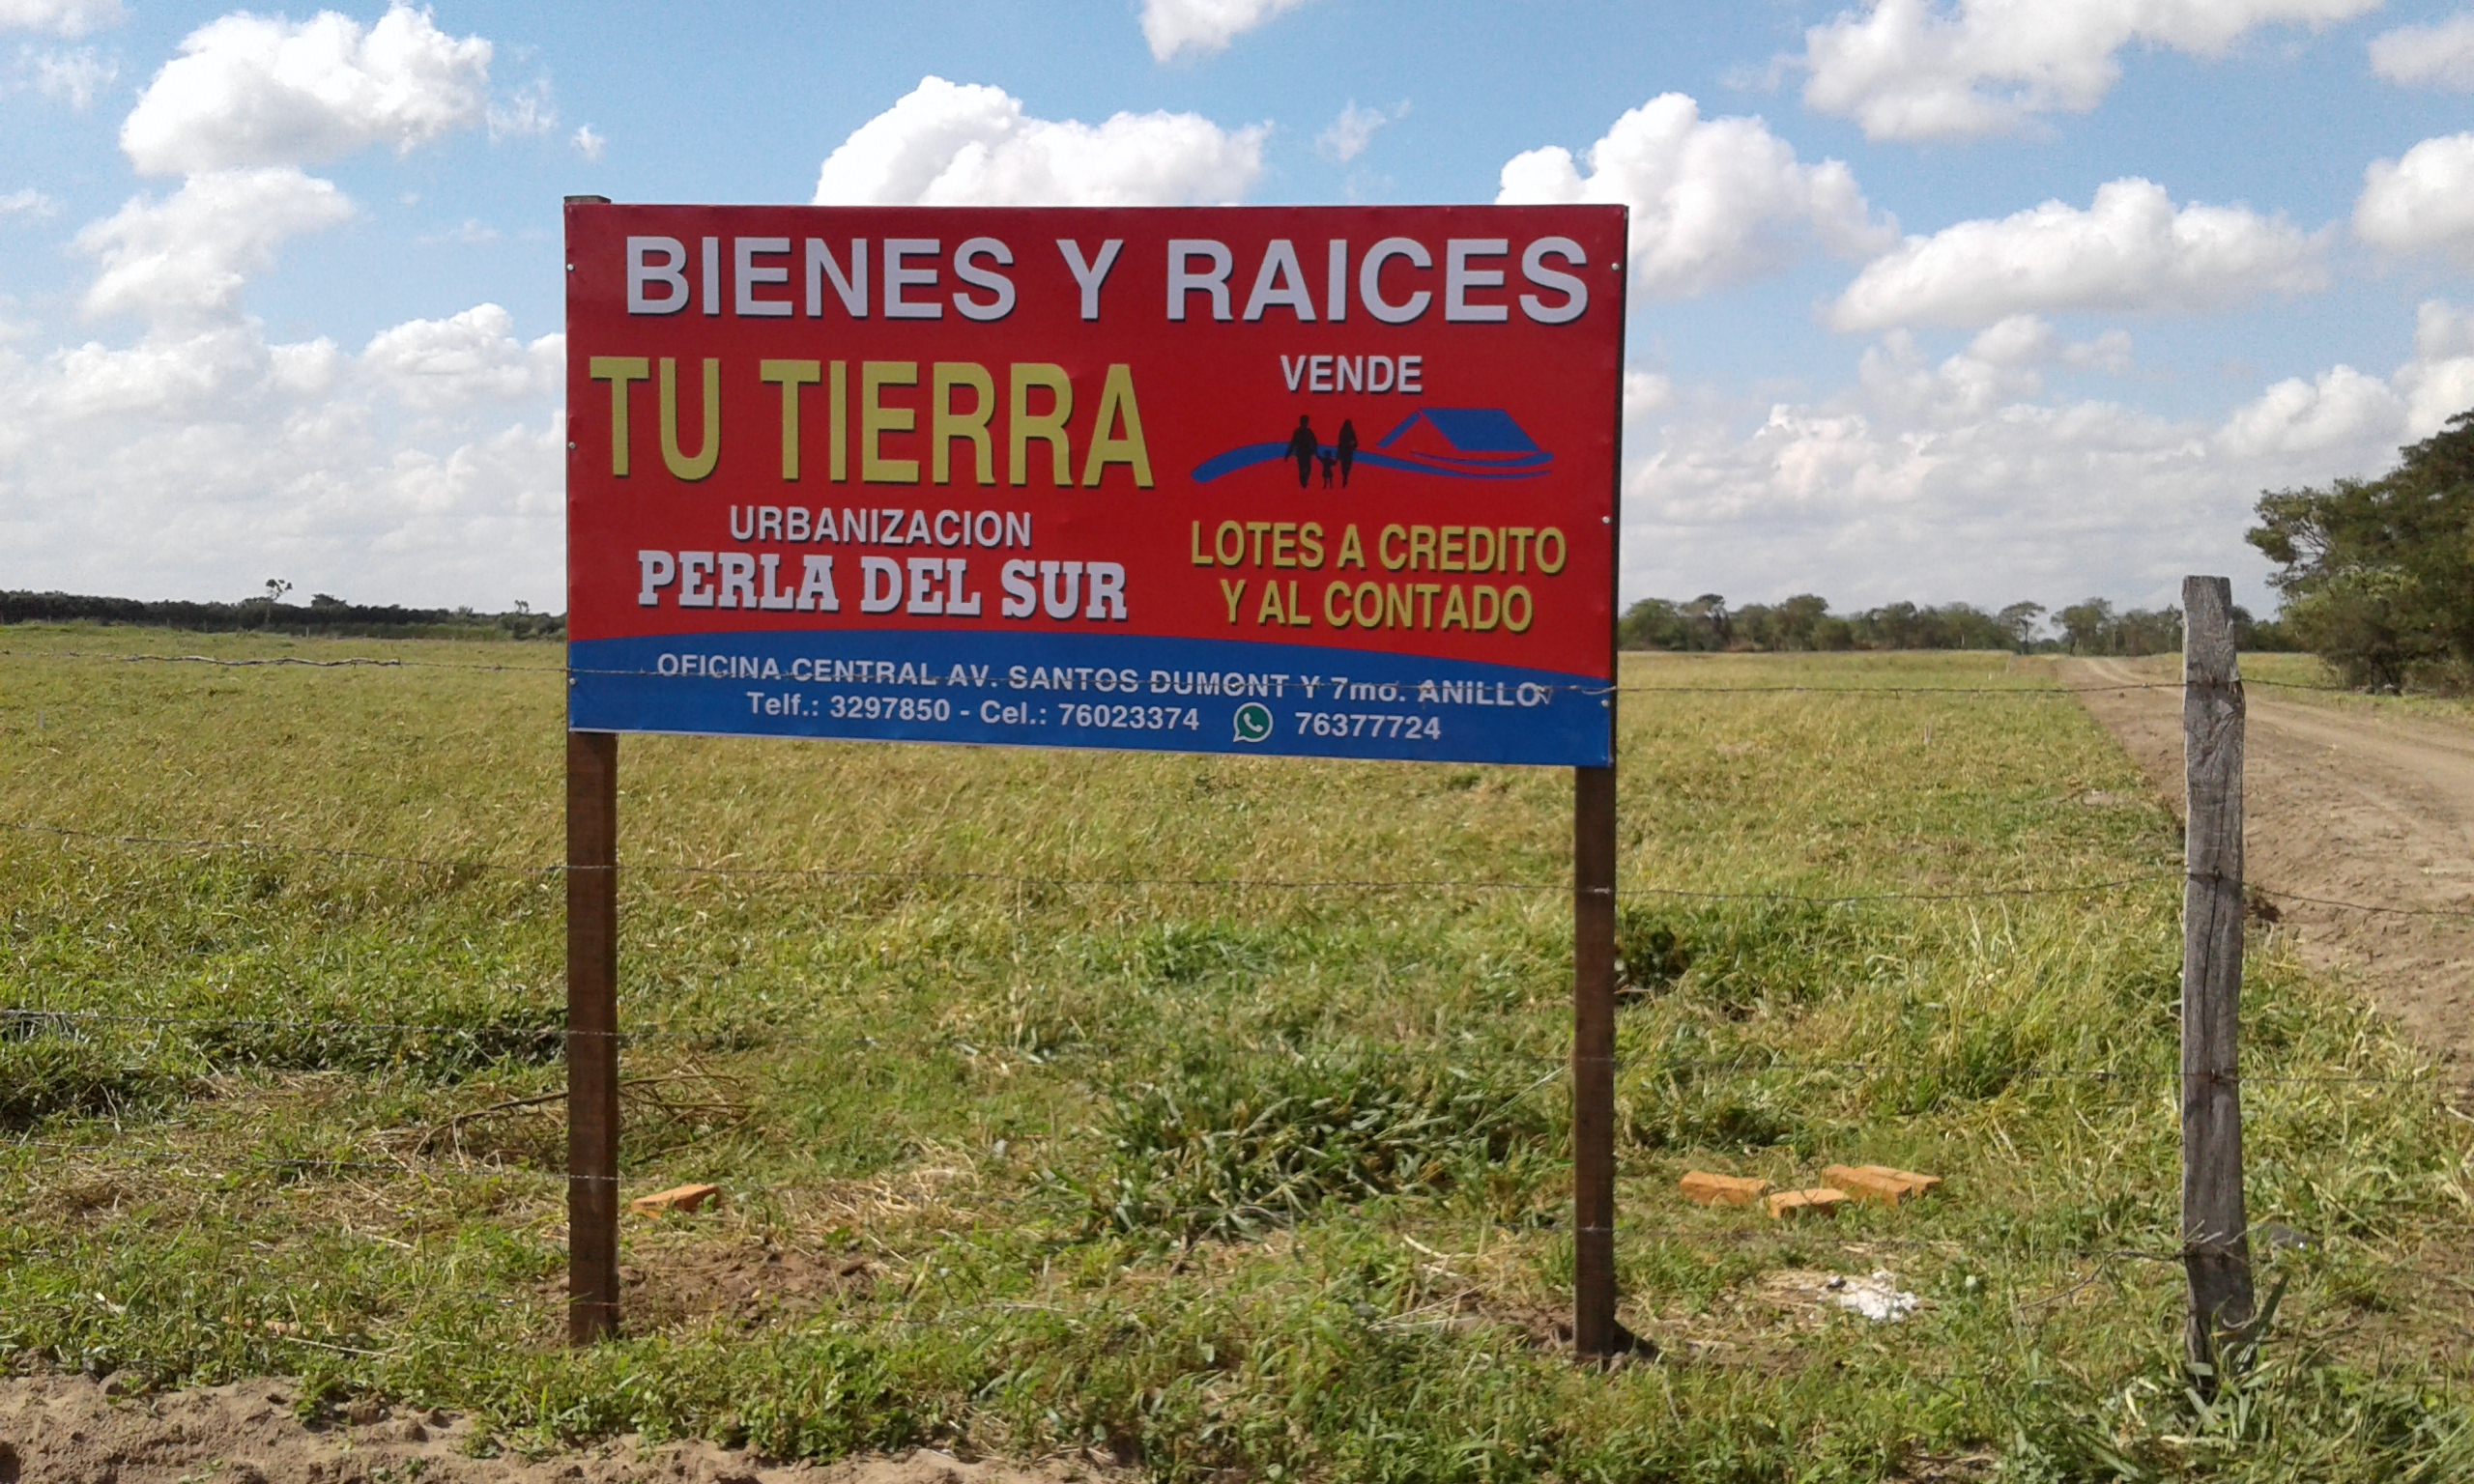 BIENES Y RAICES
TU TIERRA
VENDE
URBANIZACION
PERLA DEL SUR
LOTES A CREDITO
Y AL CONTADO
OFICINA CENTRAL AV. SANTOS DUMONT Y 7mo. ANILLO
Telf.: 3297850 - Cel.: 76023374 76377724